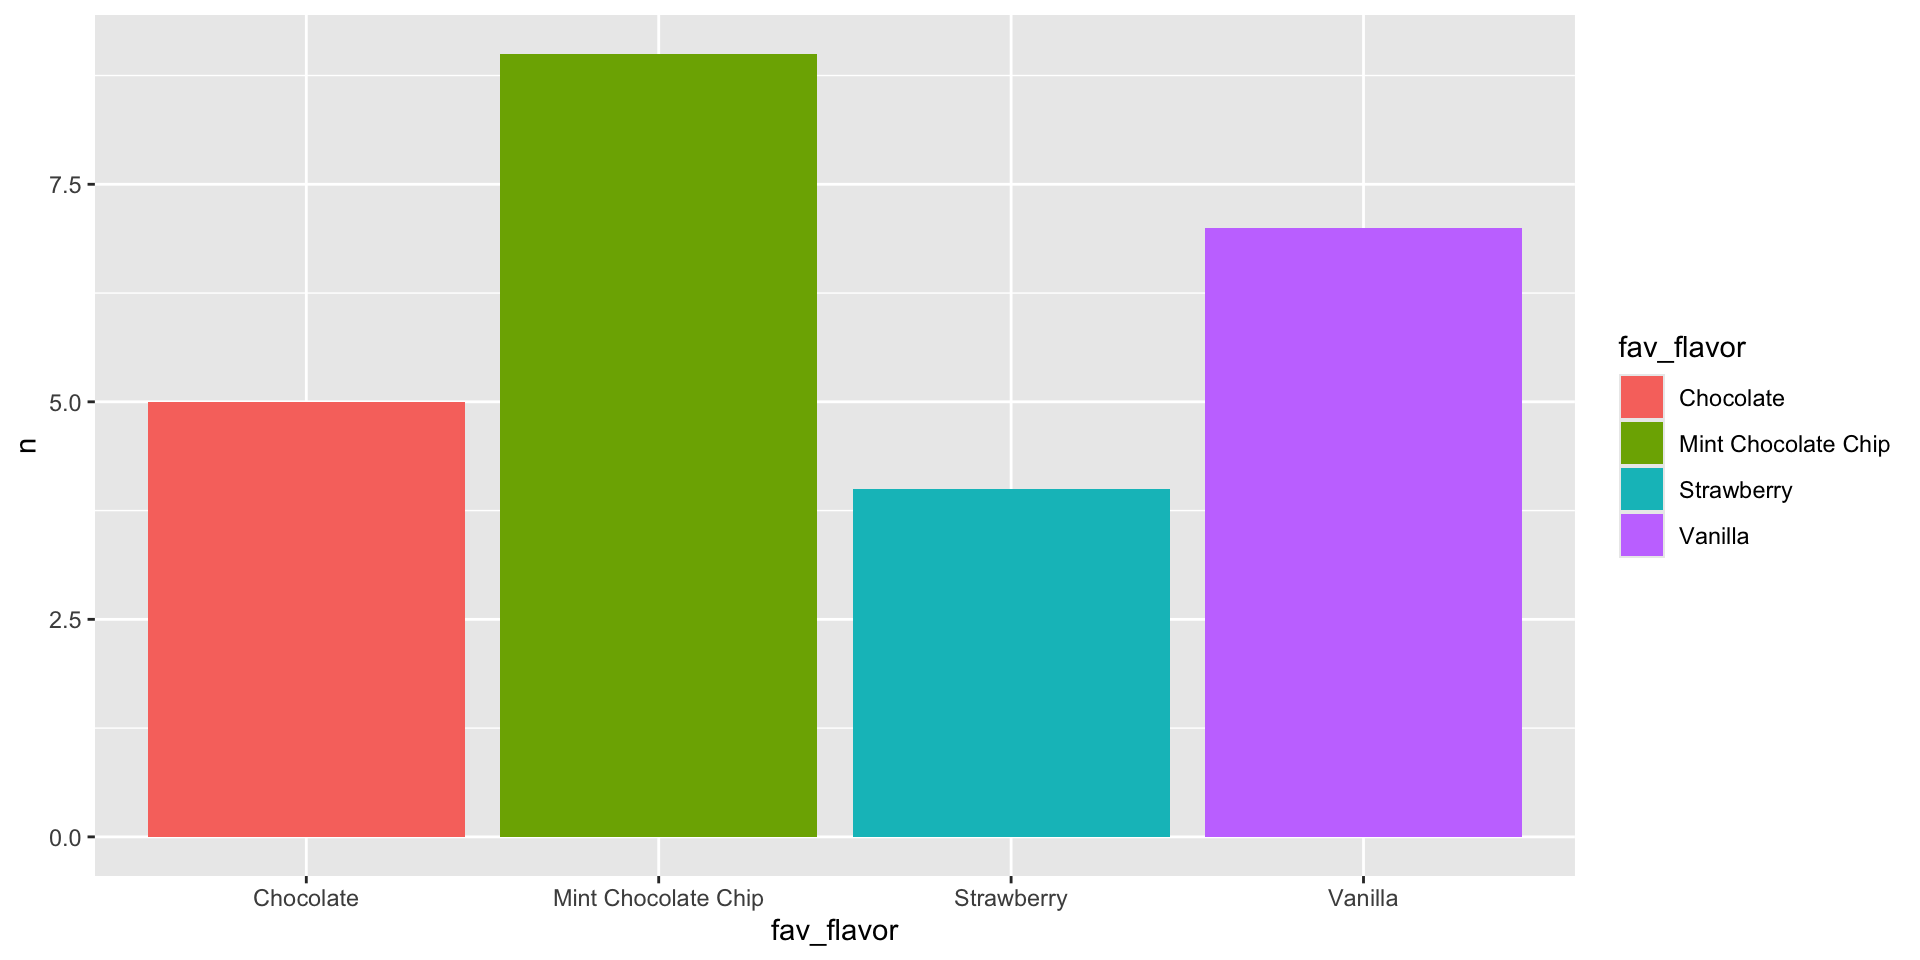 7.5
5.0
2.5
0.0
n
Chocolate
Mint Chocolate Chip
Strawberry
Vanilla
fav_flavor
fav_flavor
Chocolate
Mint Chocolate Chip
Strawberry
Vanilla